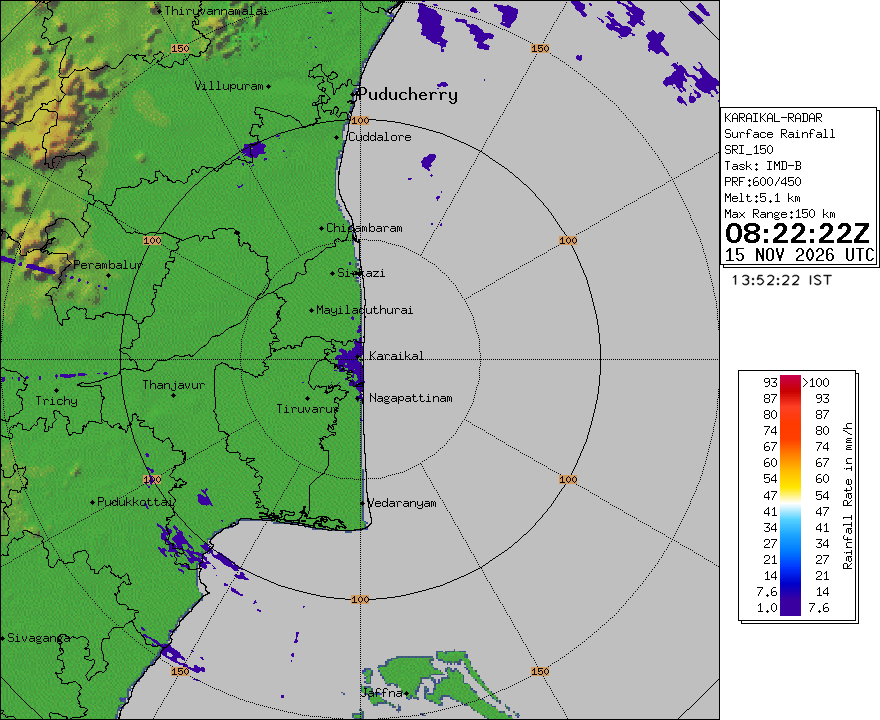 Thiruvannamalai
150
150
Villupuram
Puducherry
100
Cuddalore
KARAIKAL-RADAR
Surface Rainfall
SRI_150
Task: IMD-B
PRF:600/450
Melt:5.1 km
Max Range:150 km
08:22:22Z
15 NOV 2026 UTC
13:52:22 IST
Chidambaram
100
100
Perambalur
Sirkazi
Mayiladuthurai
Karaikal
Thanjavur
Trichy
Nagapattinam
Tiruvarur
100
100
Pudukkottai
Vedaranyam
100
Sivaganga
150
150
Jaffna
93 >100
87 93
80 87
74 80
67 74
60 67
54 60
47 54
41 47
34 41
27 34
21 27
14 21
7.6 14
1.0 7.6
Rainfall Rate in mm/h